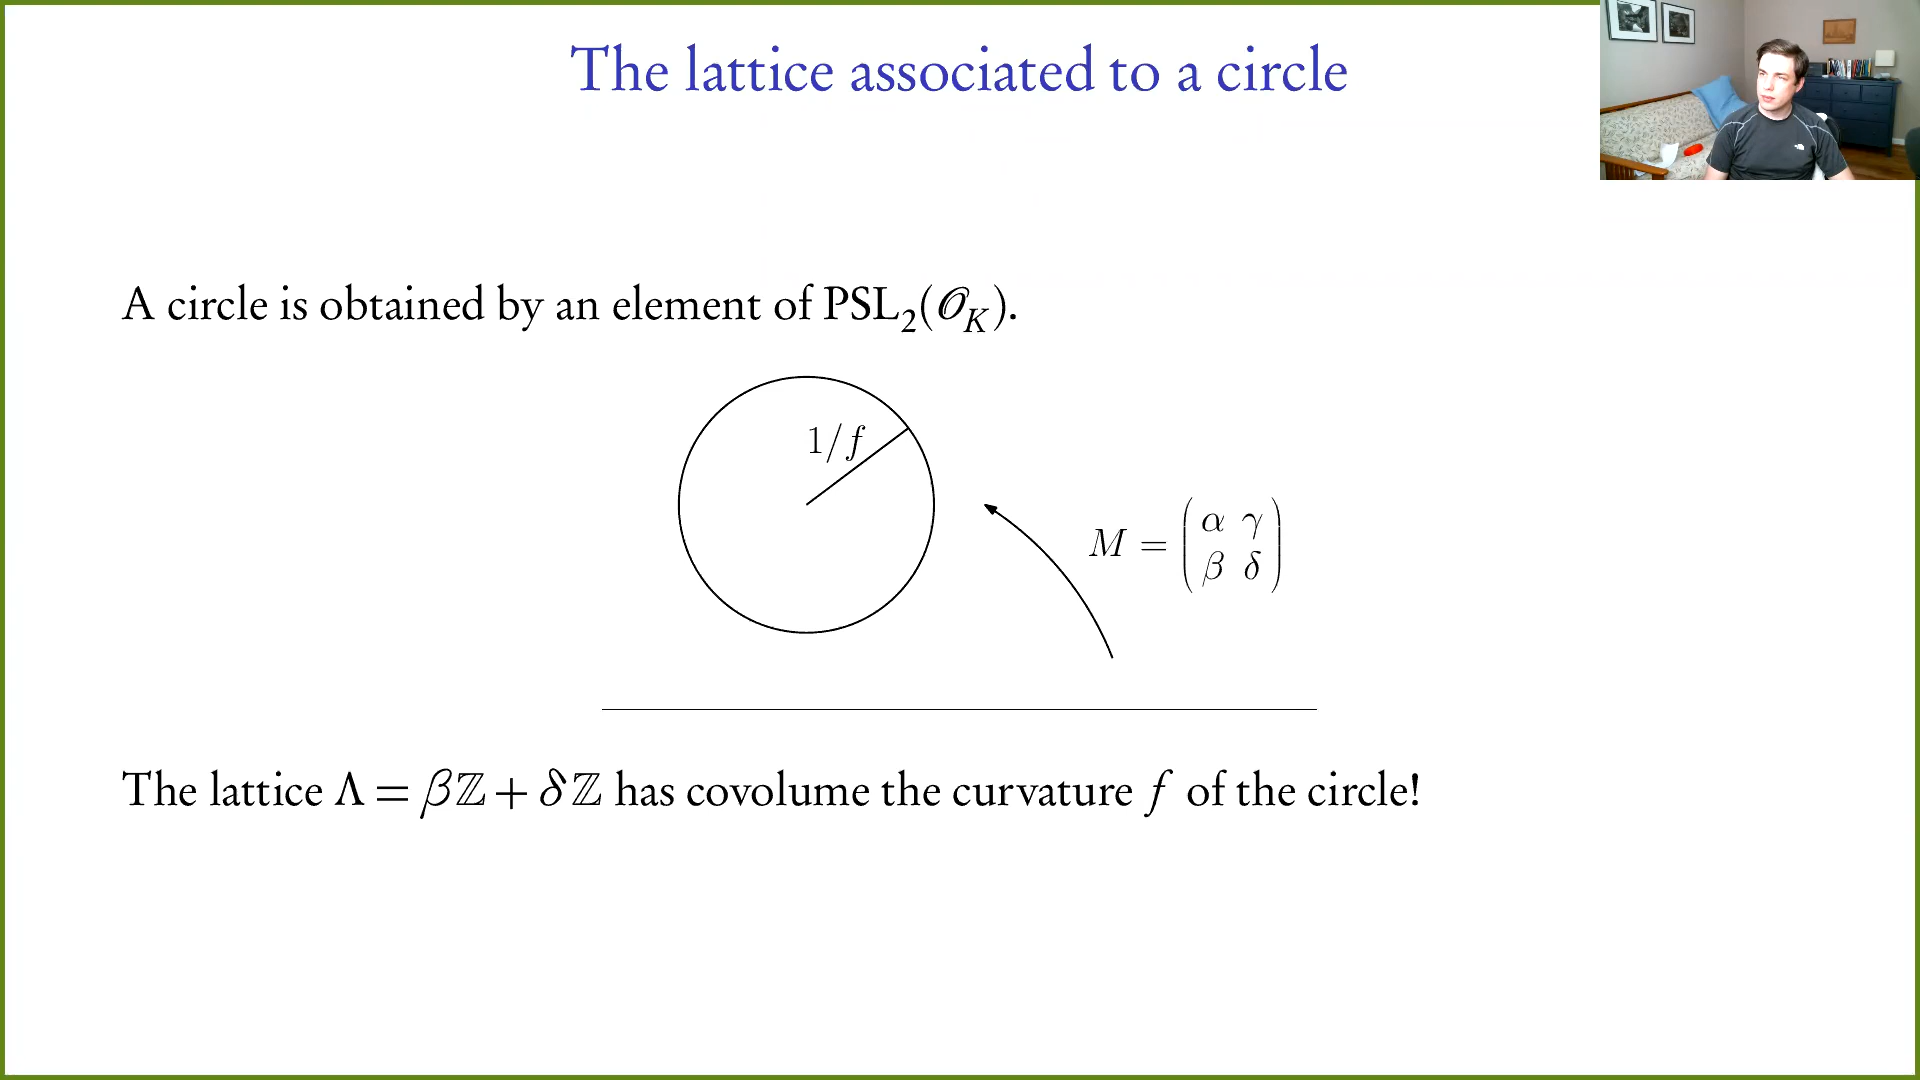 The lattice associated to a circle
A circle is obtained by an element of PSL₂(𝒪_K).
1/f
M = (α γ
β δ)
The lattice Λ = βℤ + δℤ has covolume the curvature f of the circle!